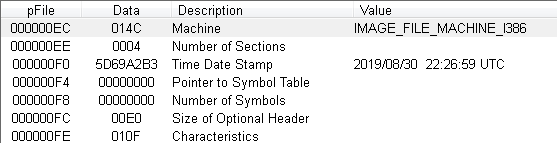 pFile Data Description Value
000000EC 014C Machine IMAGE_FILE_MACHINE_I386
000000EE 0004 Number of Sections
000000F0 5D69A2B3 Time Date Stamp 2019/08/30 22:26:59 UTC
000000F4 00000000 Pointer to Symbol Table
000000F8 00000000 Number of Symbols
000000FC 00E0 Size of Optional Header
000000FE 010F Characteristics